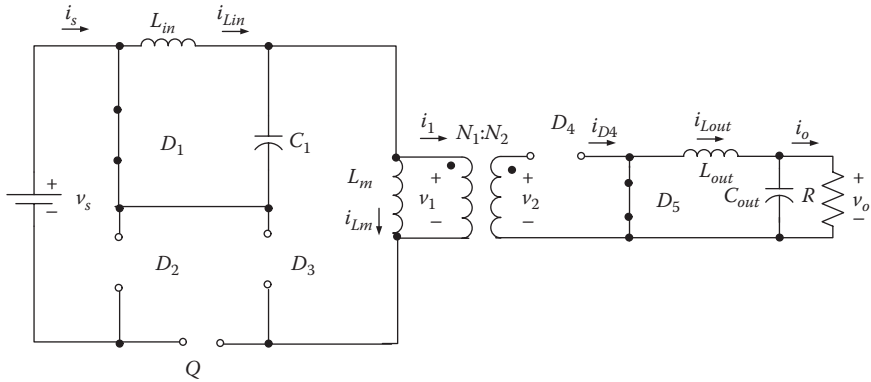 i_s
L_in
i_Lin
D_1
C_1
+
−
v_s
D_2
D_3
Q
L_m
i_Lm
i_1
N_1:N_2
+
v_1
−
+
v_2
−
D_4
i_D4
D_5
i_Lout
L_out
C_out
i_o
R
+
v_o
−